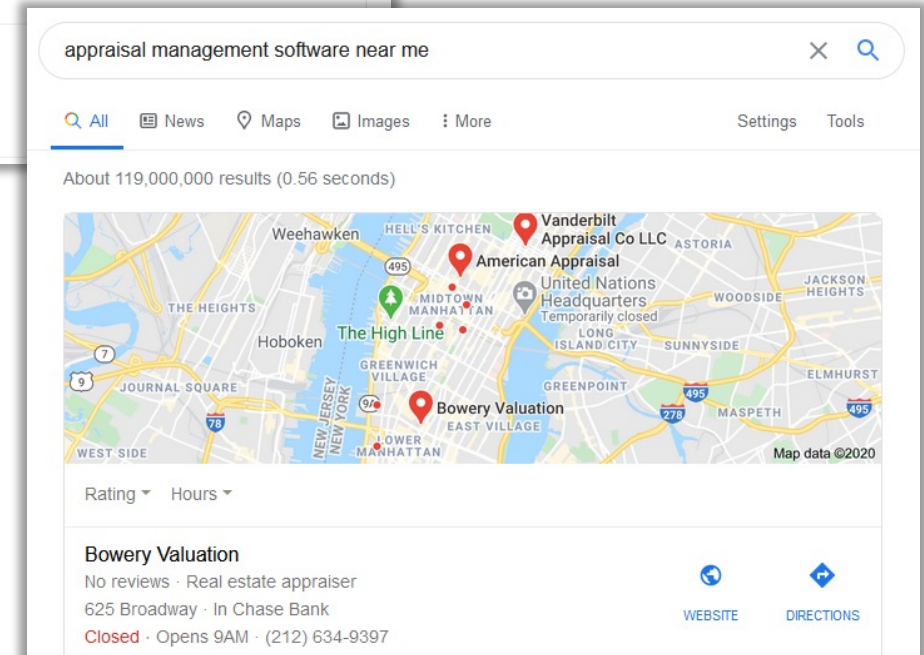 appraisal management software near me
All News Maps Images More Settings Tools
About 119,000,000 results (0.56 seconds)
Vanderbilt
Appraisal Co LLC
Weehawken
HELL'S KITCHEN
ASTORIA
495
American Appraisal
United Nations
Headquarters
Temporarily closed
JACKSON
HEIGHTS
WOODSIDE
MIDTOWN
MANHATTAN
THE HEIGHTS
The High Line
Hoboken
LONG
ISLAND CITY
SUNNYSIDE
7
GREENWICH
VILLAGE
ELMHURST
9
JOURNAL SQUARE
GREENPOINT
495
9A
Bowery Valuation
278
MASPETH
495
78
EAST VILLAGE
NEW JERSEY
NEW YORK
LOWER
MANHATTAN
WEST SIDE
Map data ©2020
Rating Hours
Bowery Valuation
No reviews · Real estate appraiser
625 Broadway · In Chase Bank
WEBSITE DIRECTIONS
Closed · Opens 9AM · (212) 634-9397